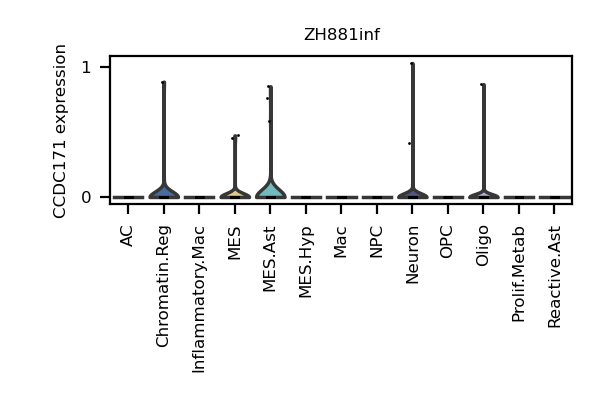 ZH881inf
CCDC171 expression
1
0
AC
Chromatin.Reg
Inflammatory.Mac
MES
MES.Ast
MES.Hyp
Mac
NPC
Neuron
OPC
Oligo
Prolif.Metab
Reactive.Ast